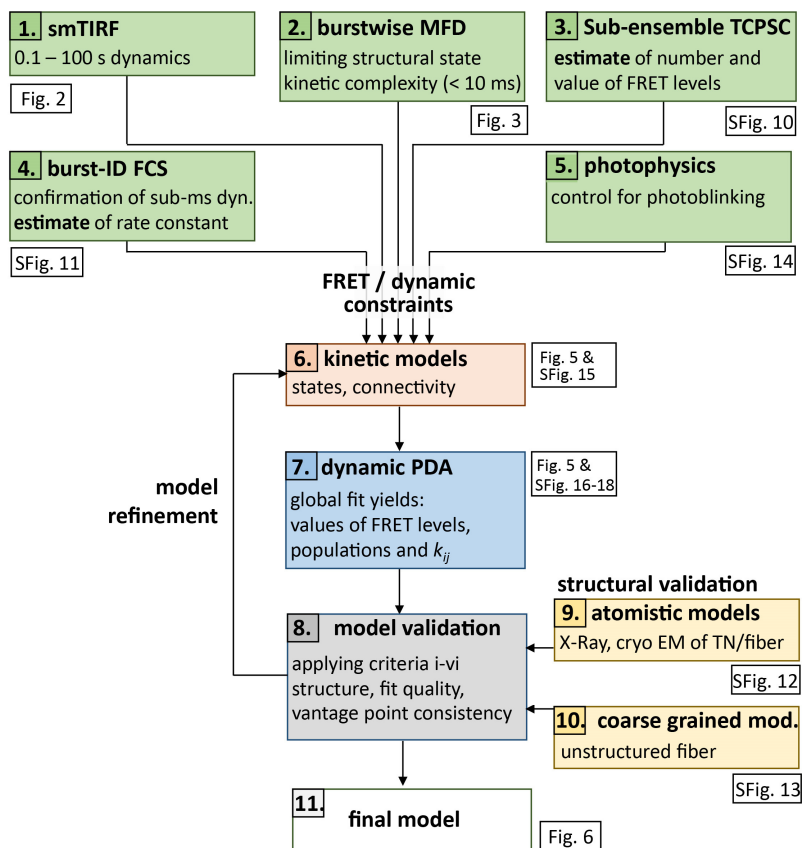 1. smTIRF
0.1 – 100 s dynamics
Fig. 2
2. burstwise MFD
limiting structural state
kinetic complexity (< 10 ms)
Fig. 3
3. Sub-ensemble TCPSC
estimate of number and
value of FRET levels
SFig. 10
4. burst-ID FCS
confirmation of sub-ms dyn.
estimate of rate constant
SFig. 11
5. photophysics
control for photoblinking
SFig. 14
FRET / dynamic
constraints
6. kinetic models
states, connectivity
Fig. 5 &
SFig. 15
model
refinement
7. dynamic PDA
global fit yields:
values of FRET levels,
populations and kij
Fig. 5 &
SFig. 16-18
8. model validation
applying criteria i-vi
structure, fit quality,
vantage point consistency
structural validation
9. atomistic models
X-Ray, cryo EM of TN/fiber
SFig. 12
10. coarse grained mod.
unstructured fiber
SFig. 13
11.
final model
Fig. 6